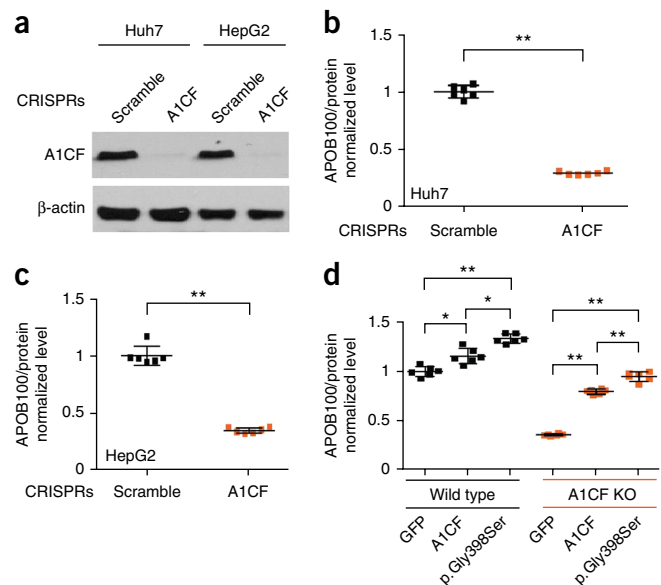 a
Huh7 HepG2
CRISPRs
Scramble A1CF Scramble A1CF
A1CF
β-actin
b
APOB100/protein
normalized level
1.5
1
0.5
0
**
Huh7
CRISPRs Scramble A1CF
c
APOB100/protein
normalized level
1.5
1
0.5
0
**
HepG2
CRISPRs Scramble A1CF
d
APOB100/protein
normalized level
1.5
1.0
0.5
0
**
* *
**
** **
Wild type A1CF KO
GFP A1CF p.Gly398Ser GFP A1CF p.Gly398Ser